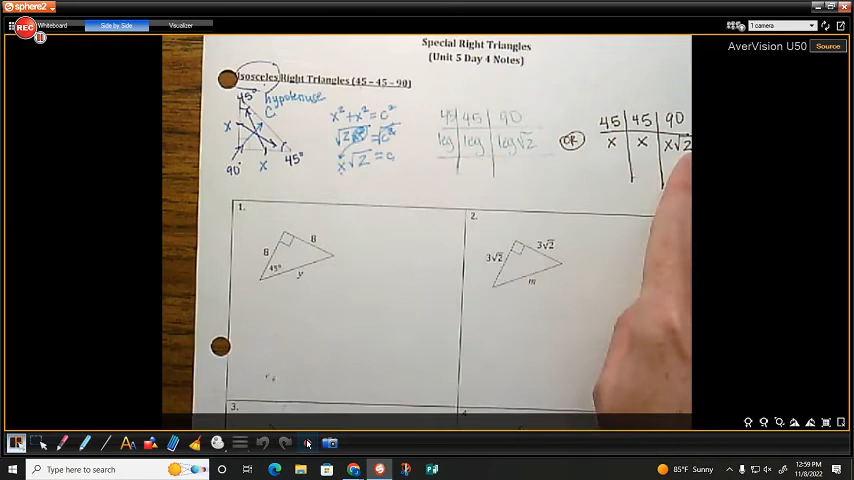 sphere2
REC
Whiteboard
Side by Side
Visualizer
1 camera
AverVision U50
Source
Special Right Triangles
(Unit 5 Day 4 Notes)
Isosceles Right Triangles (45 – 45 – 90)
45° hypotenuse
C
x
90°
x
45°
x² + x² = c²
x√2 = c
45 | 45 | 90
leg | leg | leg√2
OR
45 | 45 | 90
x | x | x√2
1.
8
8
45°
y
2.
3√2
3√2
m
3.
4
Type here to search
85°F Sunny
12:59 PM
11/8/2022